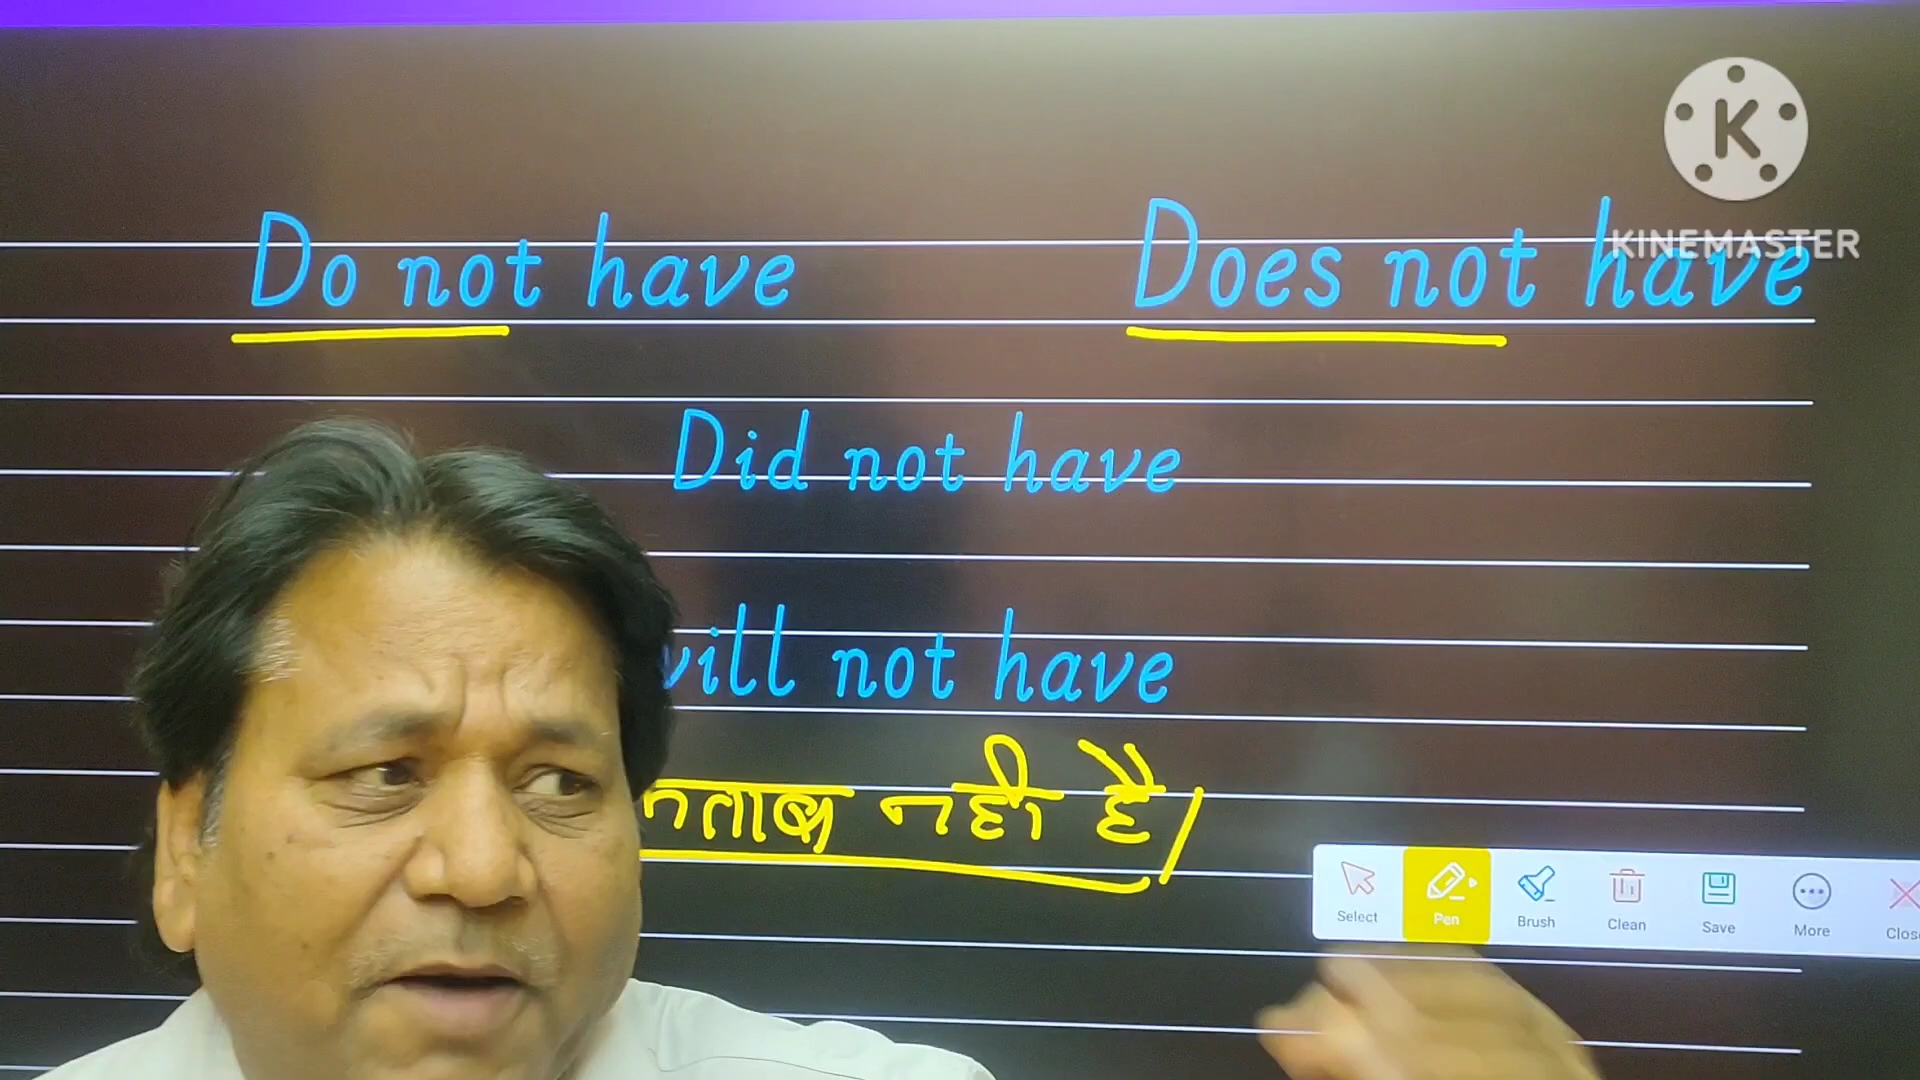 K
KINEMASTER
Do not have Does not have
Did not have
will not have
नहीं है।
Select Pen Brush Clean Save More